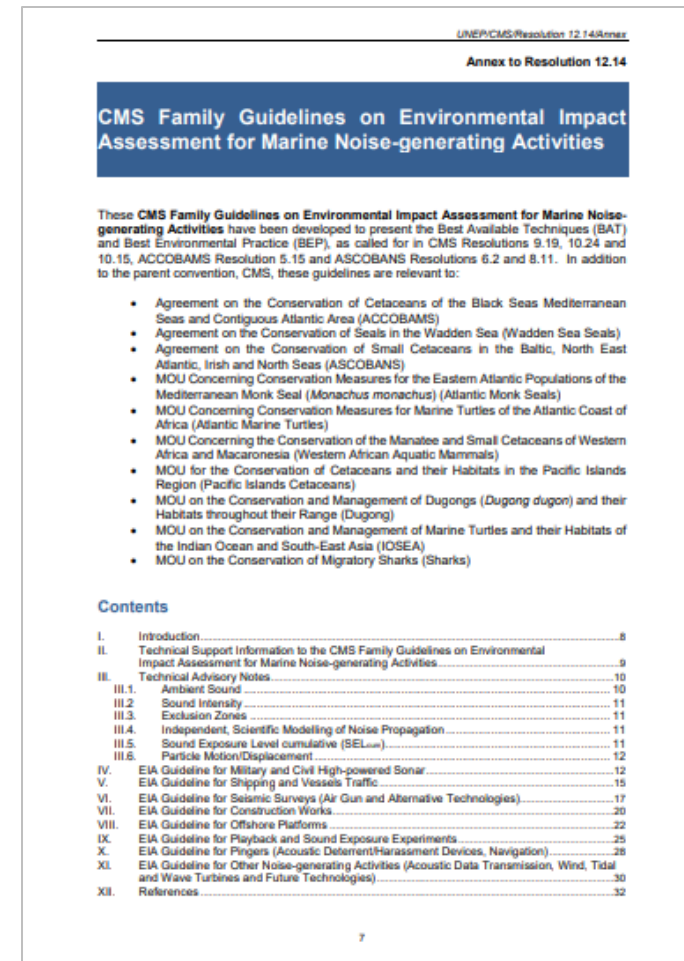 UNEP/CMS/Resolution 12.14/Annex
Annex to Resolution 12.14
CMS Family Guidelines on Environmental Impact
Assessment for Marine Noise-generating Activities
These CMS Family Guidelines on Environmental Impact Assessment for Marine Noise-
generating Activities have been developed to present the Best Available Techniques (BAT)
and Best Environmental Practice (BEP), as called for in CMS Resolutions 9.19, 10.24 and
10.15, ACCOBAMS Resolution 5.15 and ASCOBANS Resolutions 6.2 and 8.11. In addition
to the parent convention, CMS, these guidelines are relevant to:
• Agreement on the Conservation of Cetaceans of the Black Seas Mediterranean
Seas and Contiguous Atlantic Area (ACCOBAMS)
• Agreement on the Conservation of Seals in the Wadden Sea (Wadden Sea Seals)
• Agreement on the Conservation of Small Cetaceans in the Baltic, North East
Atlantic, Irish and North Seas (ASCOBANS)
• MOU Concerning Conservation Measures for the Eastern Atlantic Populations of the
Mediterranean Monk Seal (Monachus monachus) (Atlantic Monk Seals)
• MOU Concerning Conservation Measures for Marine Turtles of the Atlantic Coast of
Africa (Atlantic Marine Turtles)
• MOU Concerning the Conservation of the Manatee and Small Cetaceans of Western
Africa and Macaronesia (Western African Aquatic Mammals)
• MOU for the Conservation of Cetaceans and their Habitats in the Pacific Islands
Region (Pacific Islands Cetaceans)
• MOU on the Conservation and Management of Dugongs (Dugong dugon) and their
Habitats throughout their Range (Dugong)
• MOU on the Conservation and Management of Marine Turtles and their Habitats of
the Indian Ocean and South-East Asia (IOSEA)
• MOU on the Conservation of Migratory Sharks (Sharks)
Contents
I. Introduction 8
II. Technical Support Information to the CMS Family Guidelines on Environmental
Impact Assessment for Marine Noise-generating Activities 9
III. Technical Advisory Notes 10
III.1. Ambient Sound 10
III.2 Sound Intensity 11
III.3. Exclusion Zones 11
III.4. Independent, Scientific Modelling of Noise Propagation 11
III.5. Sound Exposure Level cumulative (SELcum) 11
III.6. Particle Motion/Displacement 12
IV. EIA Guideline for Military and Civil High-powered Sonar 12
V. EIA Guideline for Shipping and Vessels Traffic 15
VI. EIA Guideline for Seismic Surveys (Air Gun and Alternative Technologies) 17
VII. EIA Guideline for Construction Works 20
VIII. EIA Guideline for Offshore Platforms 22
IX. EIA Guideline for Playback and Sound Exposure Experiments 25
X. EIA Guideline for Pingers (Acoustic Deterrent/Harassment Devices, Navigation) 28
XI. EIA Guideline for Other Noise-generating Activities (Acoustic Data Transmission, Wind, Tidal
and Wave Turbines and Future Technologies) 30
XII. References 32
7